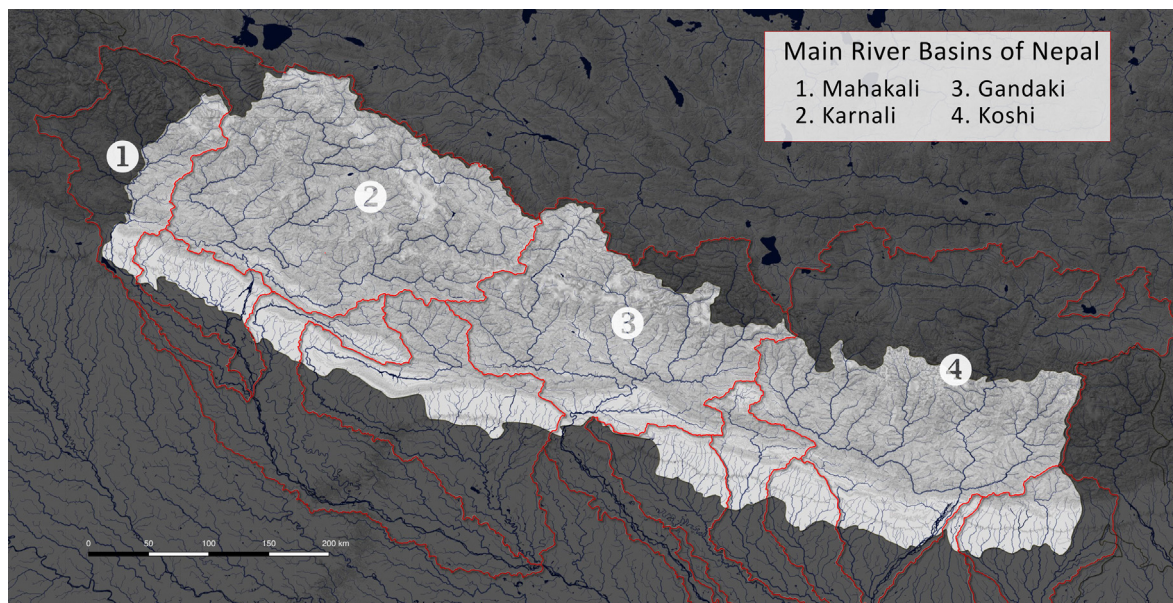 Main River Basins of Nepal
1. Mahakali 3. Gandaki
2. Karnali 4. Koshi
1
2
3
4
0 50 100 150 200 km